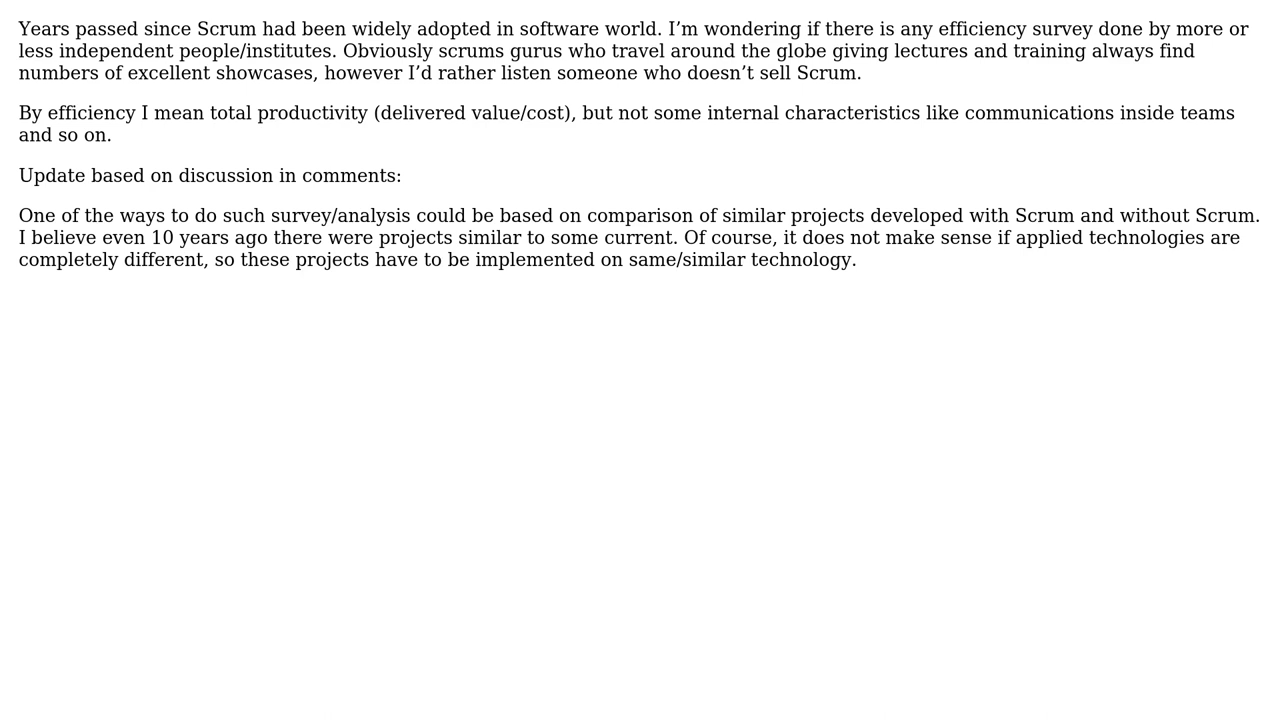 Years passed since Scrum had been widely adopted in software world. I’m wondering if there is any efficiency survey done by more or
less independent people/institutes. Obviously scrums gurus who travel around the globe giving lectures and training always find
numbers of excellent showcases, however I’d rather listen someone who doesn’t sell Scrum.
By efficiency I mean total productivity (delivered value/cost), but not some internal characteristics like communications inside teams
and so on.
Update based on discussion in comments:
One of the ways to do such survey/analysis could be based on comparison of similar projects developed with Scrum and without Scrum.
I believe even 10 years ago there were projects similar to some current. Of course, it does not make sense if applied technologies are
completely different, so these projects have to be implemented on same/similar technology.